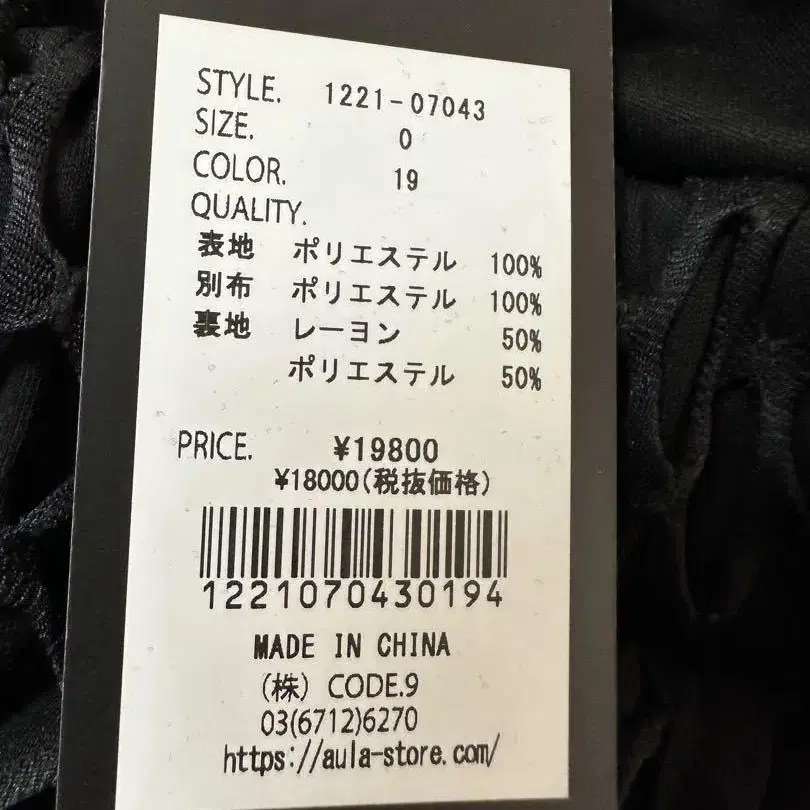 STYLE. 1221-07043
SIZE. 0
COLOR. 19
QUALITY.
表地 ポリエステル 100%
別布 ポリエステル 100%
裏地 レーヨン 50%
ポリエステル 50%
PRICE. ¥19800
¥18000(税抜価格)
1221070430194
MADE IN CHINA
(株) CODE.9
03(6712)6270
https://aula-store.com/